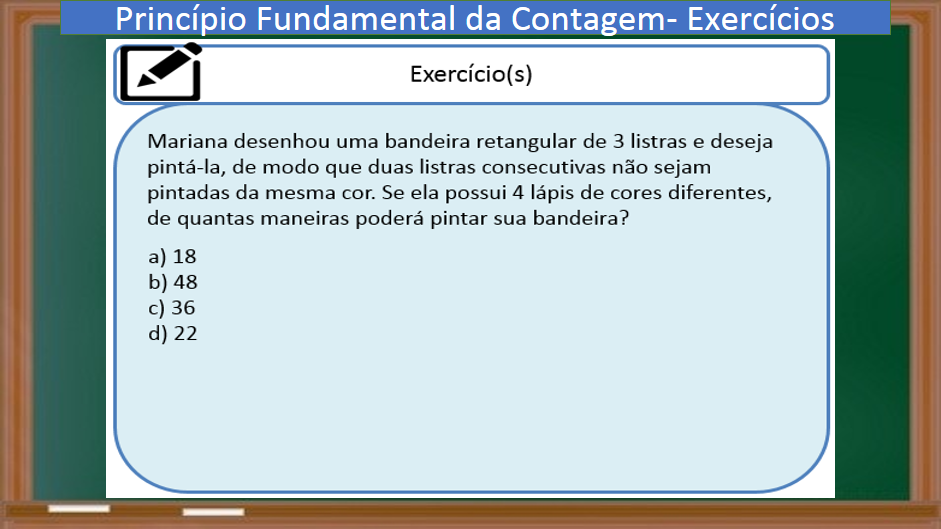 Princípio Fundamental da Contagem- Exercícios
Exercício(s)
Mariana desenhou uma bandeira retangular de 3 listras e deseja
pintá-la, de modo que duas listras consecutivas não sejam
pintadas da mesma cor. Se ela possui 4 lápis de cores diferentes,
de quantas maneiras poderá pintar sua bandeira?
a) 18
b) 48
c) 36
d) 22